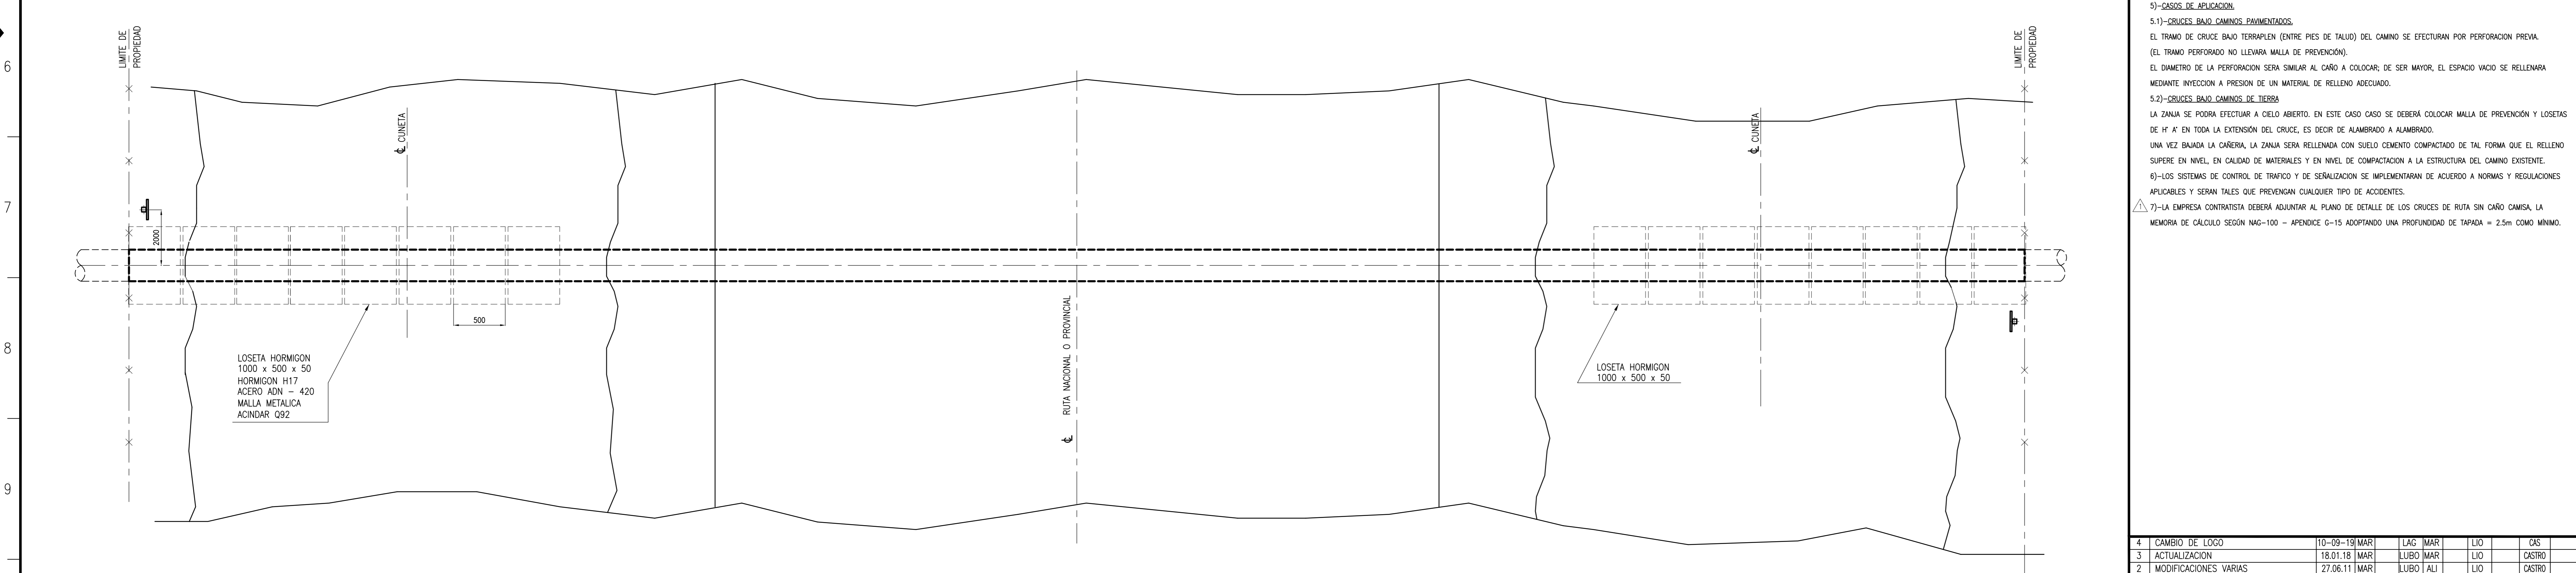 6
7
8
9
LIMITE DE
PROPIEDAD
℄ CUNETA
2000
500
LOSETA HORMIGON
1000 x 500 x 50
HORMIGON H17
ACERO ADN - 420
MALLA METALICA
ACINDAR Q92
℄ RUTA NACIONAL O PROVINCIAL
LOSETA HORMIGON
1000 x 500 x 50
℄ CUNETA
LIMITE DE
PROPIEDAD
5)-CASOS DE APLICACION.
5.1)-CRUCES BAJO CAMINOS PAVIMENTADOS.
EL TRAMO DE CRUCE BAJO TERRAPLEN (ENTRE PIES DE TALUD) DEL CAMINO SE EFECTURAN POR PERFORACION PREVIA.
(EL TRAMO PERFORADO NO LLEVARA MALLA DE PREVENCIÓN).
EL DIAMETRO DE LA PERFORACION SERA SIMILAR AL CAÑO A COLOCAR; DE SER MAYOR, EL ESPACIO VACIO SE RELLENARA
MEDIANTE INYECCION A PRESION DE UN MATERIAL DE RELLENO ADECUADO.
5.2)-CRUCES BAJO CAMINOS DE TIERRA
LA ZANJA SE PODRA EFECTUAR A CIELO ABIERTO. EN ESTE CASO CASO SE DEBERÁ COLOCAR MALLA DE PREVENCIÓN Y LOSETAS
DE H' A' EN TODA LA EXTENSIÓN DEL CRUCE, ES DECIR DE ALAMBRADO A ALAMBRADO.
UNA VEZ BAJADA LA CAÑERIA, LA ZANJA SERA RELLENADA CON SUELO CEMENTO COMPACTADO DE TAL FORMA QUE EL RELLENO
SUPERE EN NIVEL, EN CALIDAD DE MATERIALES Y EN NIVEL DE COMPACTACION A LA ESTRUCTURA DEL CAMINO EXISTENTE.
6)-LOS SISTEMAS DE CONTROL DE TRAFICO Y DE SEÑALIZACION SE IMPLEMENTARAN DE ACUERDO A NORMAS Y REGULACIONES
APLICABLES Y SERAN TALES QUE PREVENGAN CUALQUIER TIPO DE ACCIDENTES.
1 7)-LA EMPRESA CONTRATISTA DEBERÁ ADJUNTAR AL PLANO DE DETALLE DE LOS CRUCES DE RUTA SIN CAÑO CAMISA, LA
MEMORIA DE CÁLCULO SEGÚN NAG-100 - APENDICE G-15 ADOPTANDO UNA PROFUNDIDAD DE TAPADA = 2.5m COMO MÍNIMO.
4 CAMBIO DE LOGO 10-09-19 MAR LAG MAR LIO CAS
3 ACTUALIZACION 18.01.18 MAR LUBO MAR LIO CASTRO
2 MODIFICACIONES VARIAS 27.06.11 MAR LUBO ALI LIO CASTRO